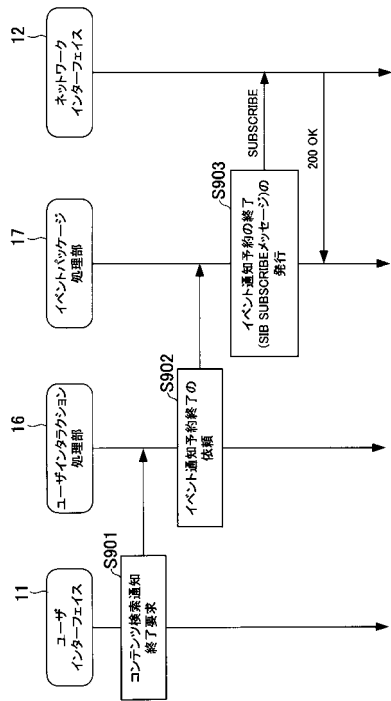 11
ユーザ
インターフェイス
16
ユーザインタラクション
処理部
17
イベントパッケージ
処理部
12
ネットワーク
インターフェイス
S901
コンテンツ検索通知
終了要求
S902
イベント通知予約終了の
依頼
S903
イベント通知予約の終了
(SIB SUBSCRIBEメッセージ)の
発行
SUBSCRIBE
200 OK